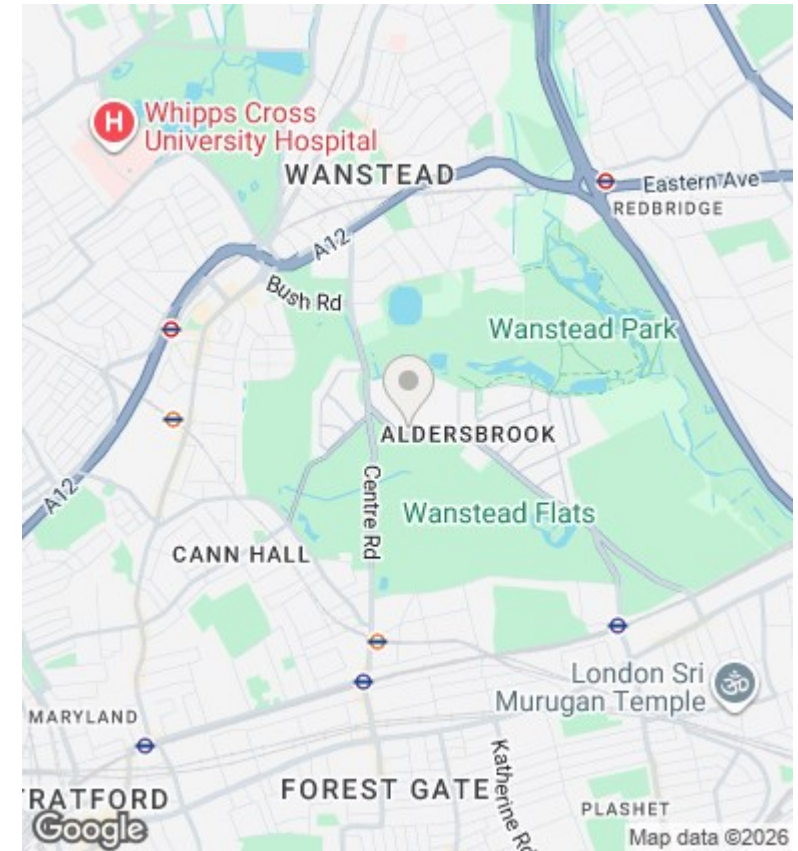 H
Whipps Cross
University Hospital
WANSTEAD
Eastern Ave
REDBRIDGE
A12
Bush Rd
Wanstead Park
ALDERSBROOK
Centre Rd
Wanstead Flats
A12
CANN HALL
London Sri
Murugan Temple
MARYLAND
TRATFORD
FOREST GATE
Katherine Rd
PLASHET
Google
Map data ©2026